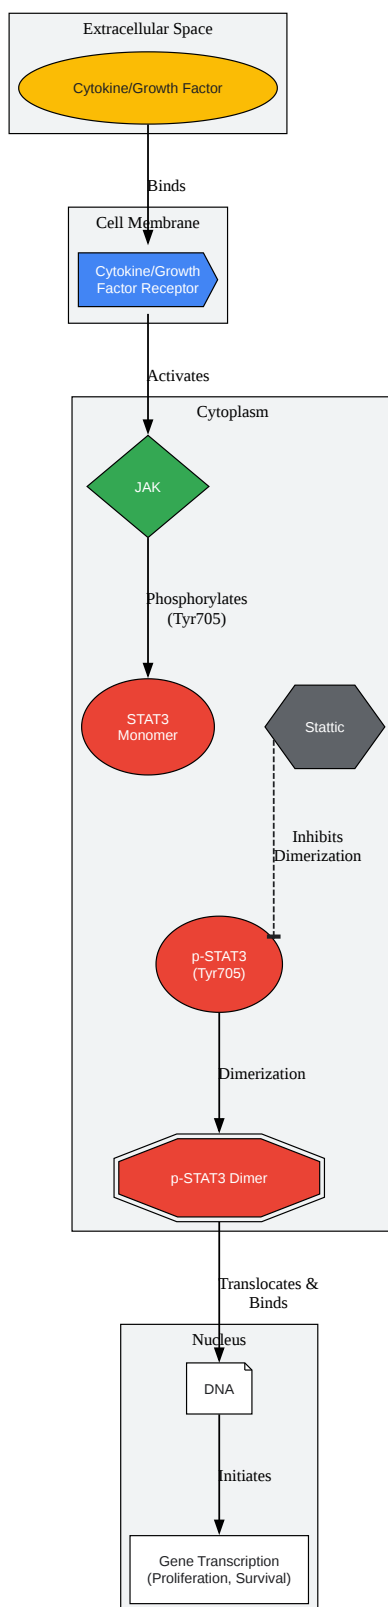 Extracellular Space
Cytokine/Growth Factor
Binds
Cell Membrane
Cytokine/Growth
Factor Receptor
Activates
Cytoplasm
JAK
Phosphorylates
(Tyr705)
STAT3
Monomer
Stattic
Inhibits
Dimerization
p-STAT3
(Tyr705)
Dimerization
p-STAT3 Dimer
Translocates &
Binds
Nucleus
DNA
Initiates
Gene Transcription
(Proliferation, Survival)